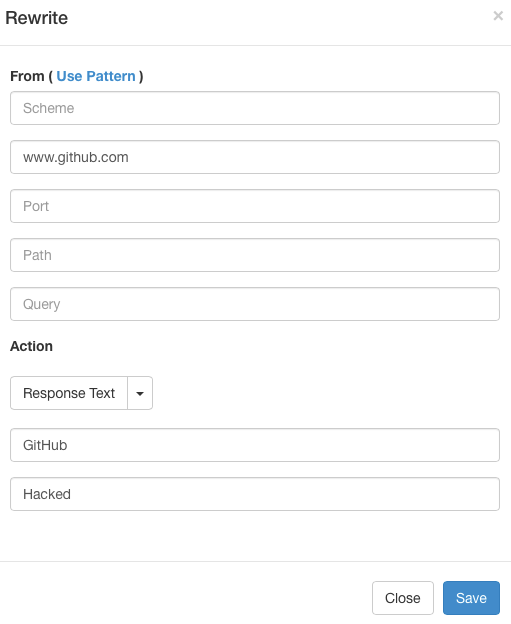 Rewrite
×
From ( Use Pattern )
Scheme
www.github.com
Port
Path
Query
Action
Response Text
GitHub
Hacked
Close Save